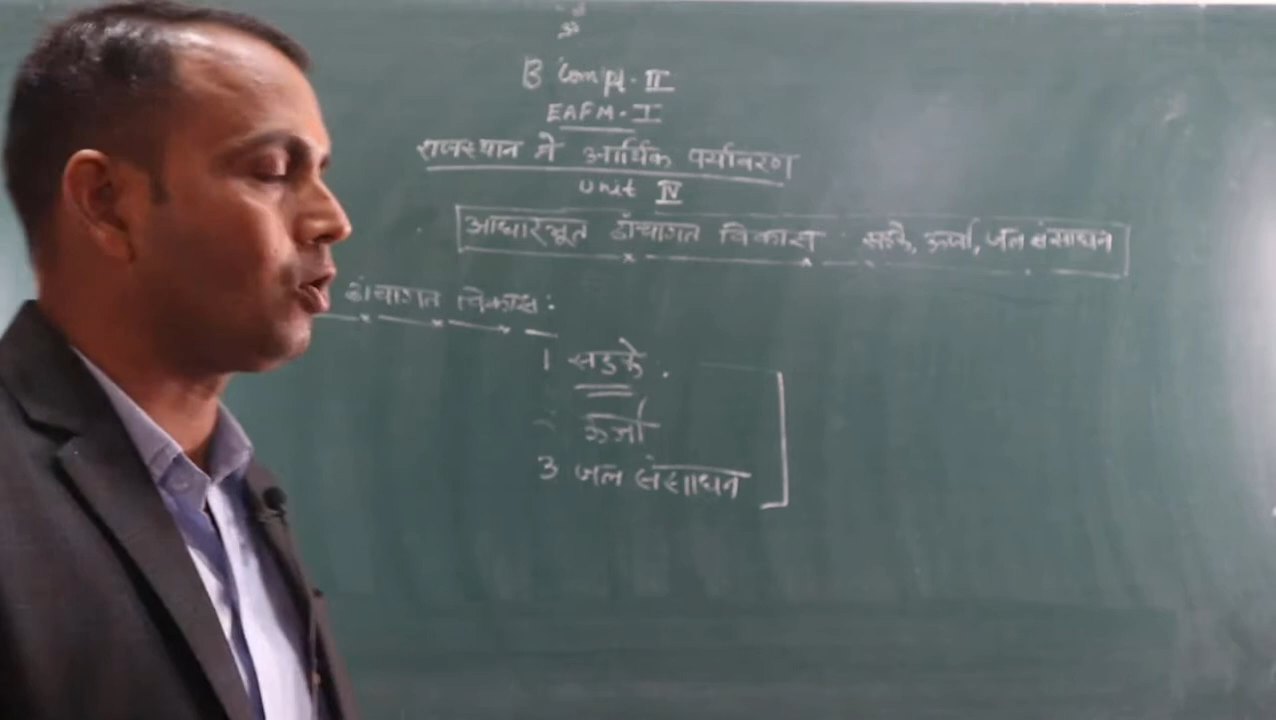 ॐ
B Com Pt. II
EAFM - I
राजस्थान में आर्थिक पर्यावरण
Unit IV
आधारभूत ढाँचागत विकास सड़कें, ऊर्जा, जल संसाधन
ढांचागत विकास :
1 सडकें .
ऊर्जा
3 जल संसाधन